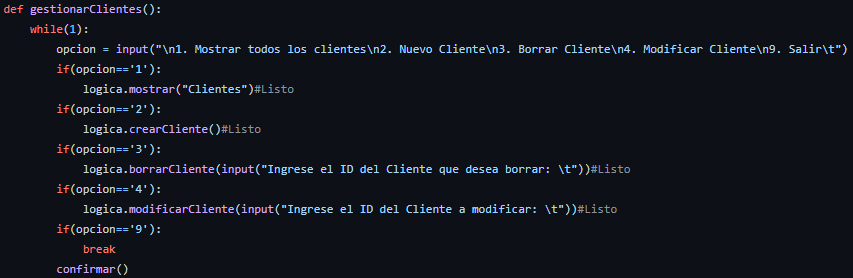 def gestionarClientes():
    while(1):
        opcion = input("\n1. Mostrar todos los clientes\n2. Nuevo Cliente\n3. Borrar Cliente\n4. Modificar Cliente\n9. Salir\t")
        if(opcion=='1'):
            logica.mostrar("Clientes")#Listo
        if(opcion=='2'):
            logica.crearCliente()#Listo
        if(opcion=='3'):
            logica.borrarCliente(input("Ingrese el ID del Cliente que desea borrar: \t"))#Listo
        if(opcion=='4'):
            logica.modificarCliente(input("Ingrese el ID del Cliente a modificar: \t"))#Listo
        if(opcion=='9'):
            break
        confirmar()